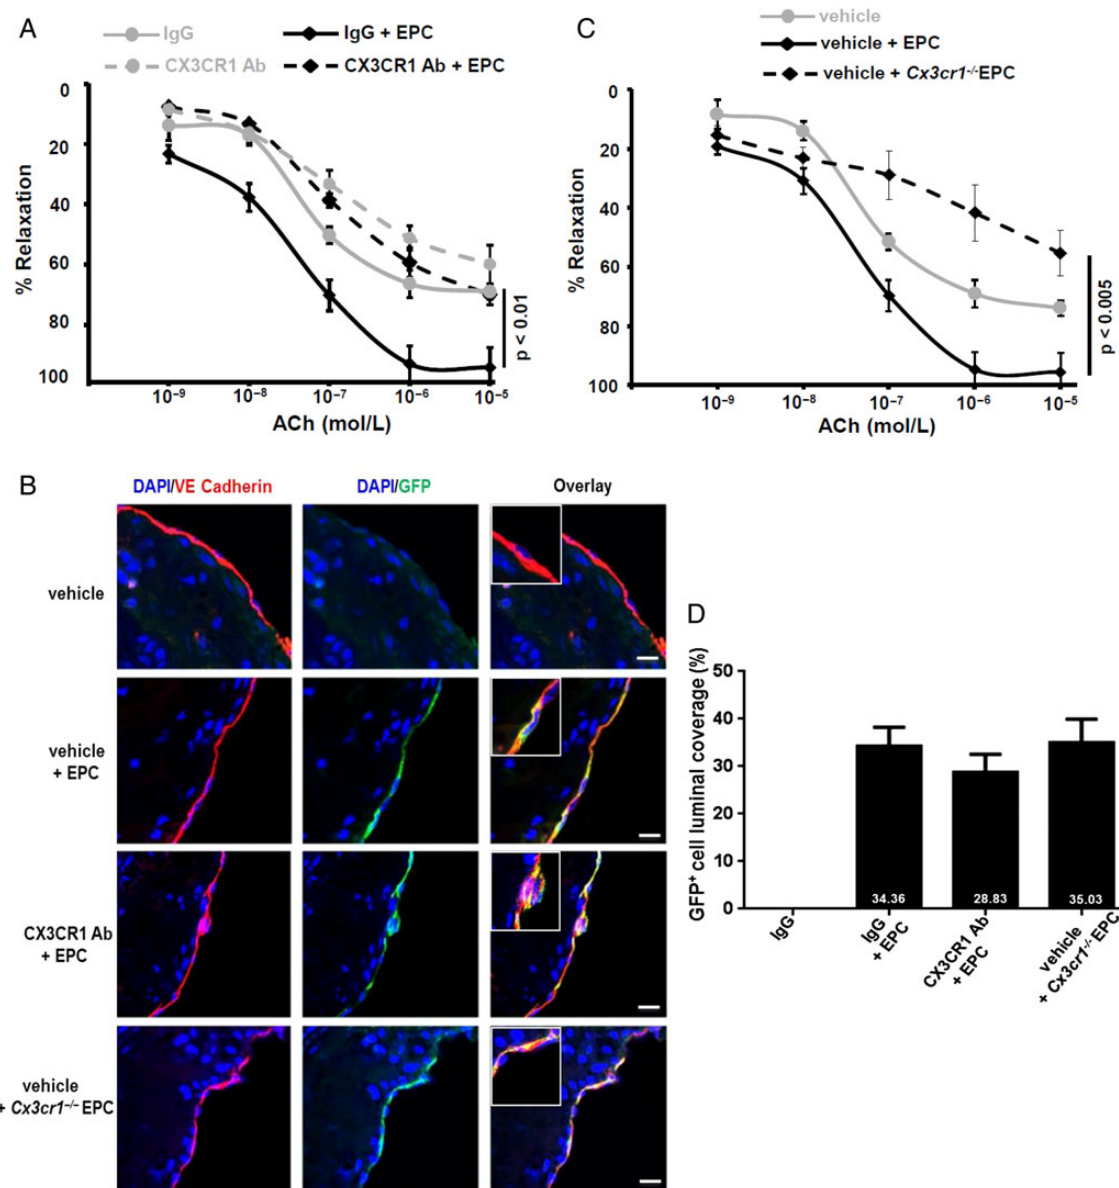 A
IgG
IgG + EPC
CX3CR1 Ab
CX3CR1 Ab + EPC
% Relaxation
0
20
40
60
80
100
10⁻⁹ 10⁻⁸ 10⁻⁷ 10⁻⁶ 10⁻⁵
ACh (mol/L)
p < 0.01
C
vehicle
vehicle + EPC
vehicle + Cx3cr1⁻/⁻EPC
% Relaxation
0
20
40
60
80
100
10⁻⁹ 10⁻⁸ 10⁻⁷ 10⁻⁶ 10⁻⁵
ACh (mol/L)
p < 0.005
B
DAPI/VE Cadherin
DAPI/GFP
Overlay
vehicle
vehicle
+ EPC
CX3CR1 Ab
+ EPC
vehicle
+ Cx3cr1⁻/⁻ EPC
D
GFP⁺ cell luminal coverage (%)
50
40
30
20
10
0
34.36
28.83
35.03
IgG
IgG
+ EPC
CX3CR1 Ab
+ EPC
vehicle
+ Cx3cr1⁻/⁻ EPC